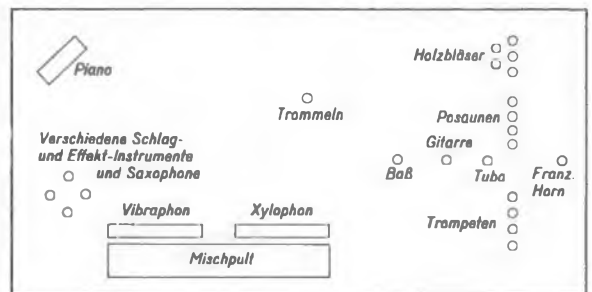 Piano
Holzbläser
Trommeln
Posaunen
Gitarre
Verschiedene Schlag-
und Effekt-Instrumente
und Saxophone
Baß
Tuba
Franz.
Horn
Vibraphon
Xylophon
Trompeten
Mischpult